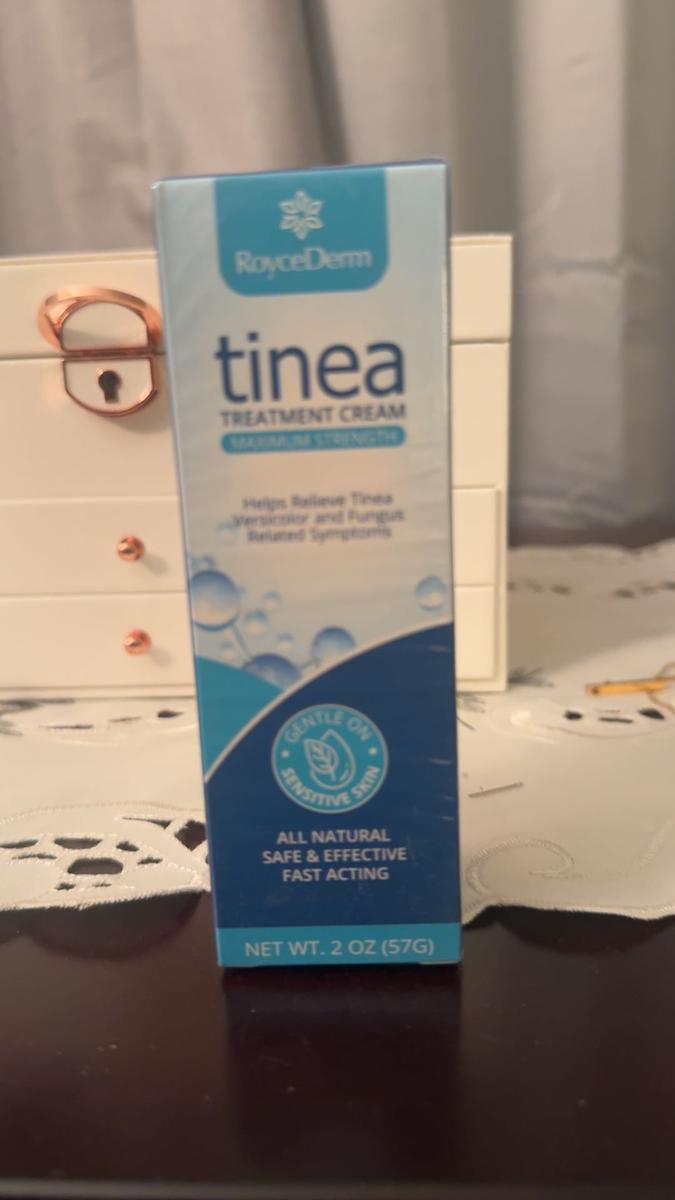 RoyceDerm
tinea
TREATMENT CREAM
MAXIMUM STRENGTH
Helps Relieve Tinea
Versicolor and Fungus
Related Symptoms
GENTLE ON
SENSITIVE SKIN
ALL NATURAL
SAFE & EFFECTIVE
FAST ACTING
NET WT. 2 OZ (57G)